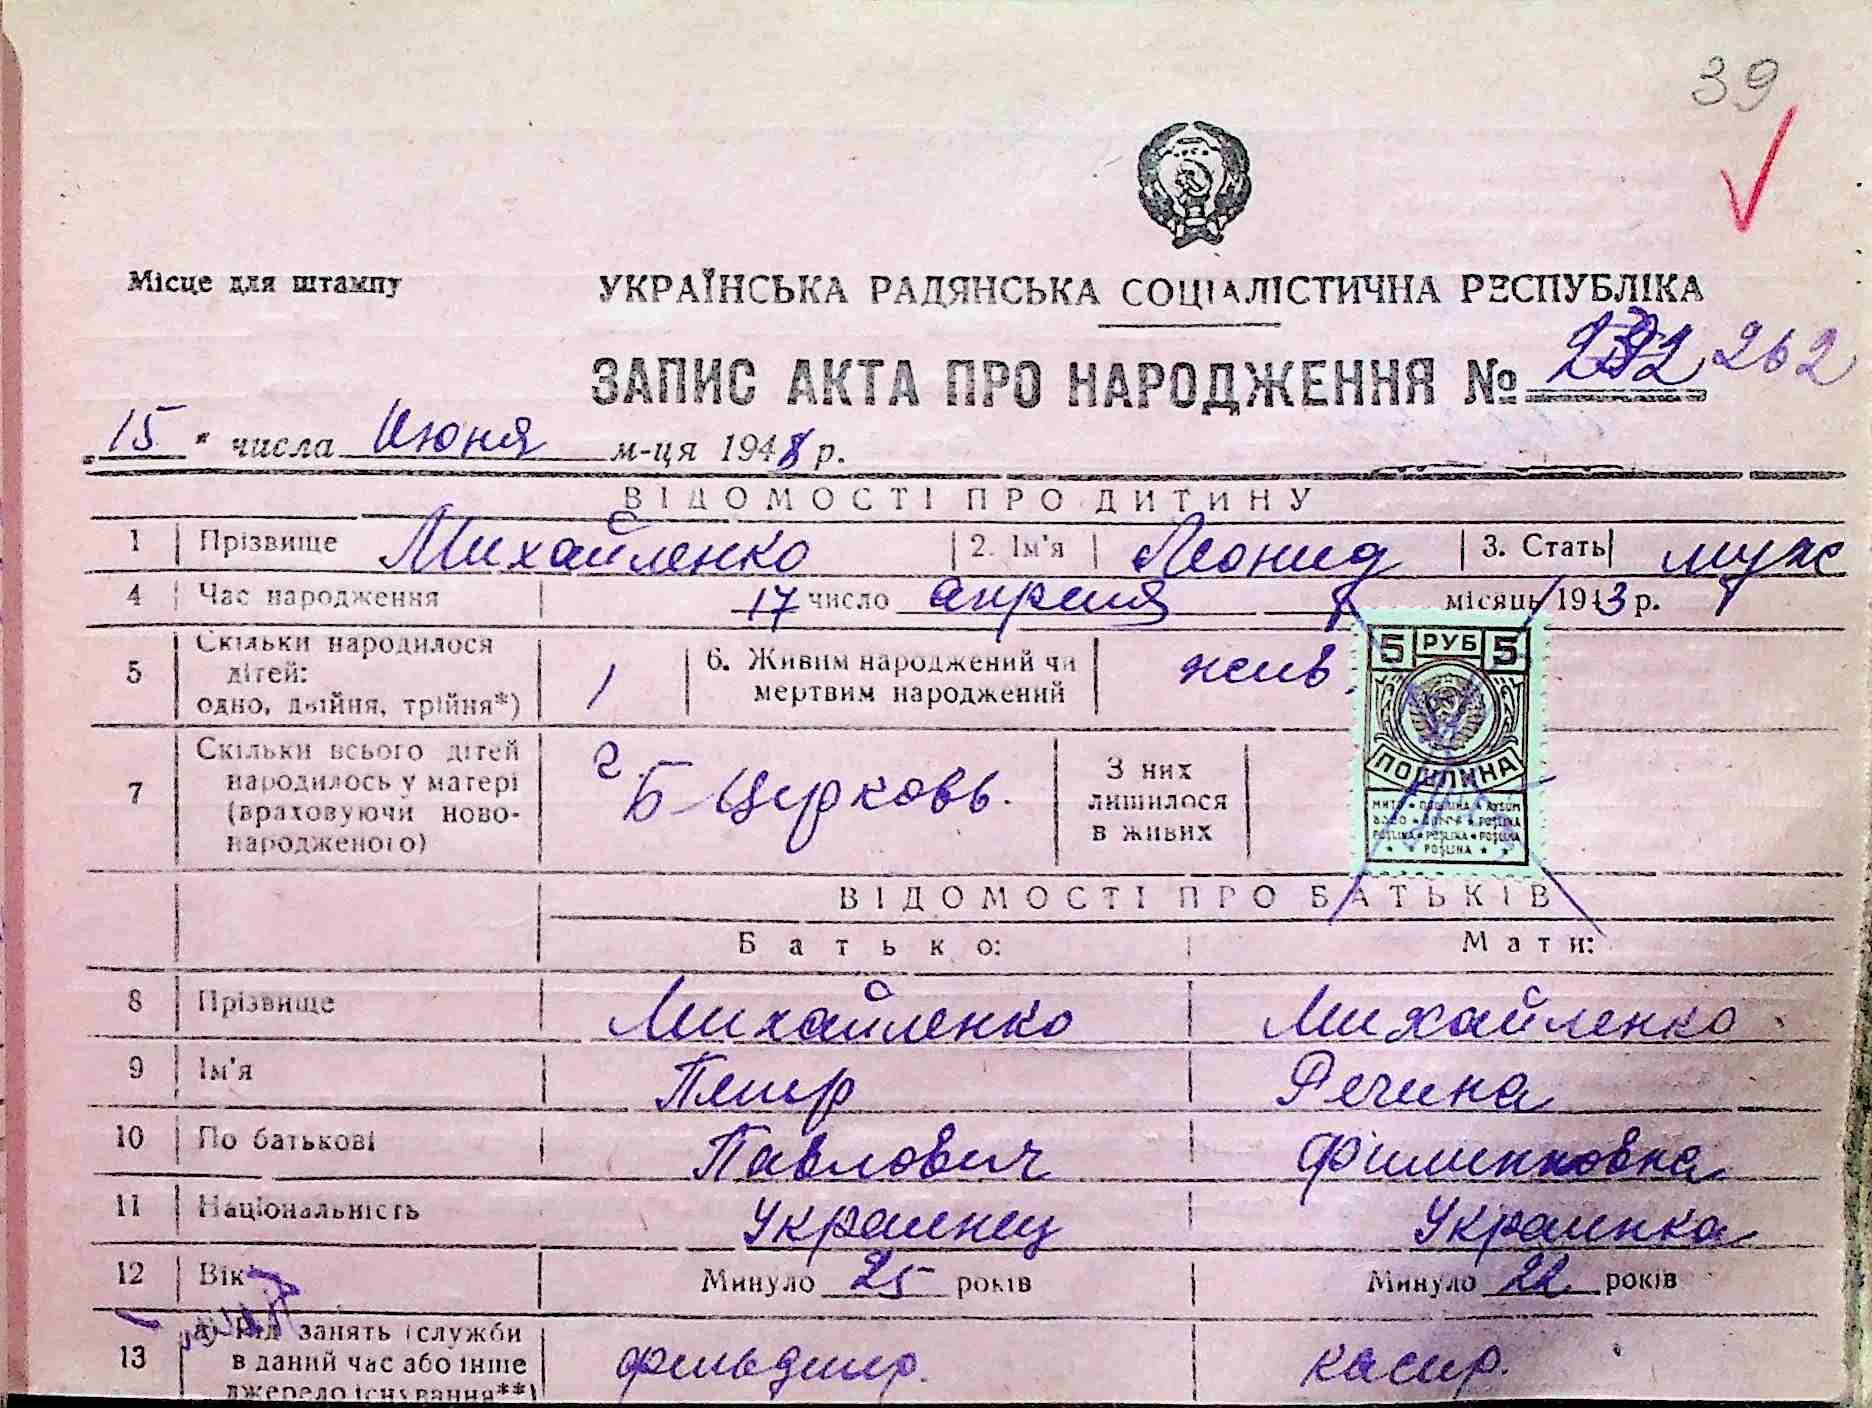 39
Місце для штампу
УКРАЇНСЬКА РАДЯНСЬКА СОЦІАЛІСТИЧНА РЕСПУБЛІКА
ЗАПИС АКТА ПРО НАРОДЖЕННЯ № 262
"15" числа Июня м-ця 1948 р.
ВІДОМОСТІ ПРО ДИТИНУ
1 Прізвище Михайленко 2. Ім'я Леонид 3. Стать муж
4 Час народження 17 число апреля місяць 1943 р.
5 Скільки народилося дітей: одно, двійня, трійня*) 1 6. Живим народжений чи мертвим народжений жив.
5 РУБ 5
ПОШЛИНА
7 Скільки всього дітей народилось у матері (враховуючи ново-народженого) г. Б-Церковь. З них лишилося в живих
ВІДОМОСТІ ПРО БАТЬКІВ
Батько: Мати:
8 Прізвище Михайленко Михайленко
9 Ім'я Петр
10 По батькові Павлович Филипповна
11 Національність Украинец Украинка
12 Вік Минуло 25 років Минуло 22 років
13 а) Рід занять (служби в даний час або інше джерело існування**) фельдшер. касир.